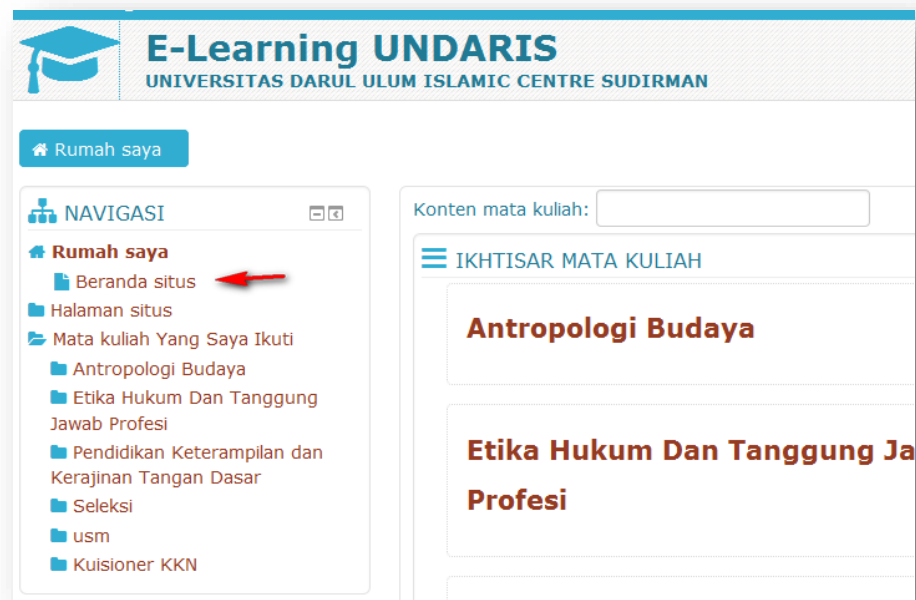 E-Learning UNDARIS
UNIVERSITAS DARUL ULUM ISLAMIC CENTRE SUDIRMAN
Rumah saya
NAVIGASI
Rumah saya
Beranda situs
Halaman situs
Mata kuliah Yang Saya Ikuti
Antropologi Budaya
Etika Hukum Dan Tanggung
Jawab Profesi
Pendidikan Keterampilan dan
Kerajinan Tangan Dasar
Seleksi
usm
Kuisioner KKN
Konten mata kuliah:
IKHTISAR MATA KULIAH
Antropologi Budaya
Etika Hukum Dan Tanggung Ja
Profesi